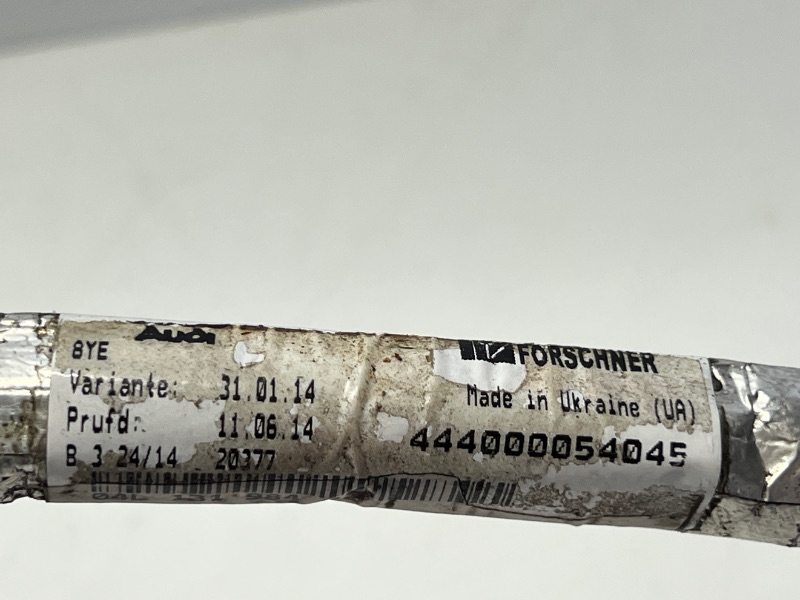 Audi
8YE
Variante: 31.01.14
Prufd: 11.06.14
B 3 24/14 20377
FORSCHNER
Made in Ukraine (UA)
444000054045